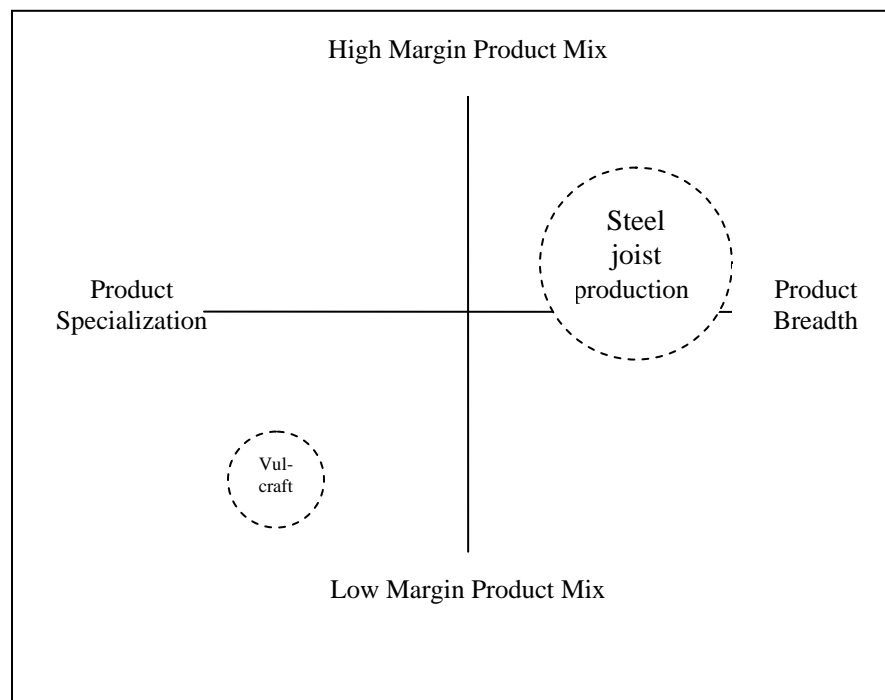 High Margin Product Mix
Steel
joist
production
Product
Specialization
Product
Breadth
Vul-
craft
Low Margin Product Mix